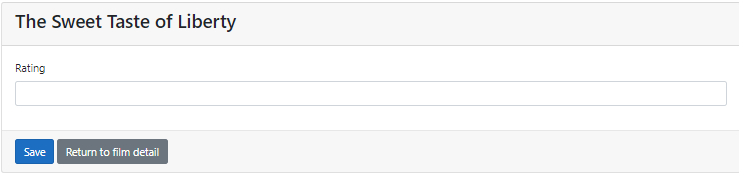 The Sweet Taste of Liberty
Rating
Save
Return to film detail